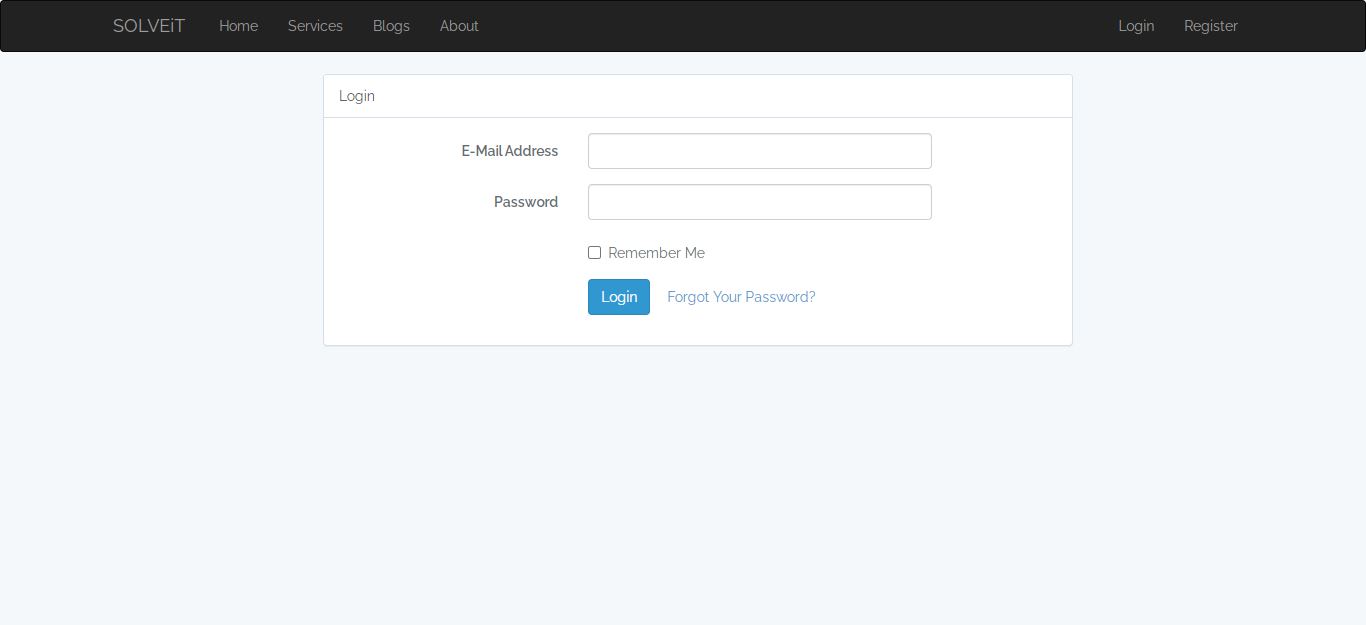 SOLVEiT Home Services Blogs About Login Register
Login
E-Mail Address
Password
Remember Me
Login Forgot Your Password?